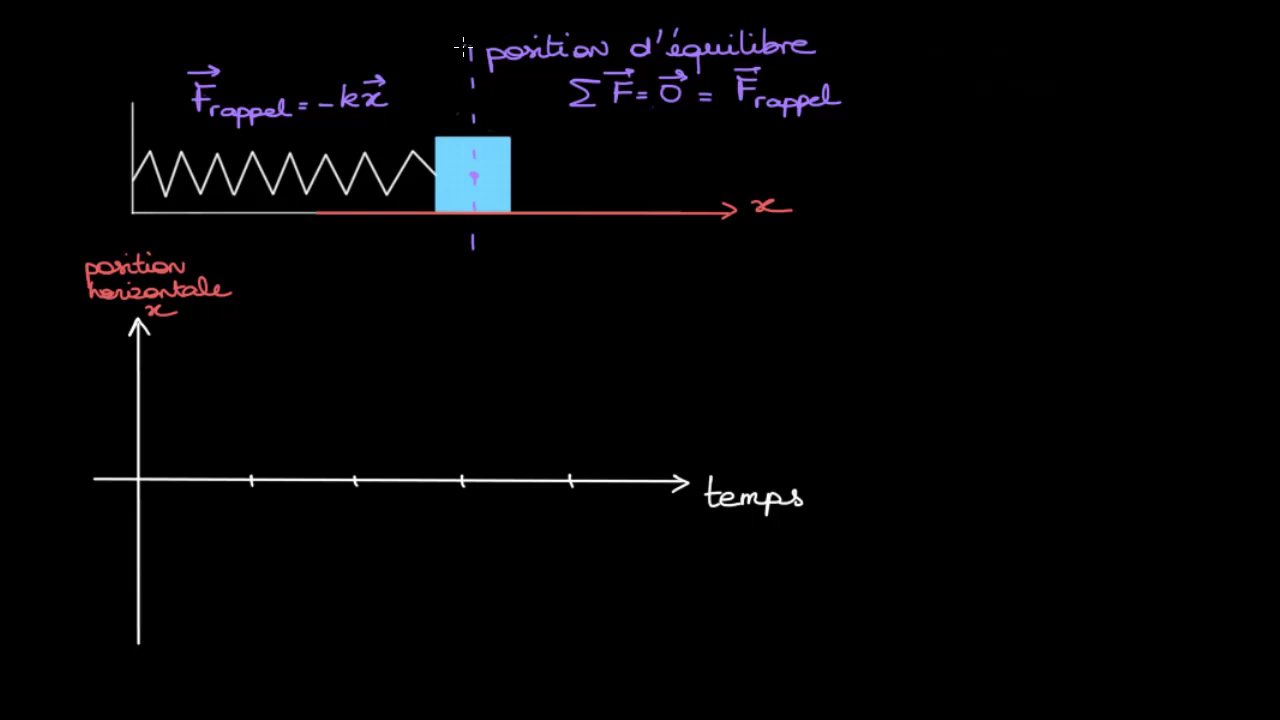 position d'équilibre
F⃗rappel = -kx⃗
ΣF⃗ = 0⃗ = F⃗rappel
x
position
horizontale
x
temps